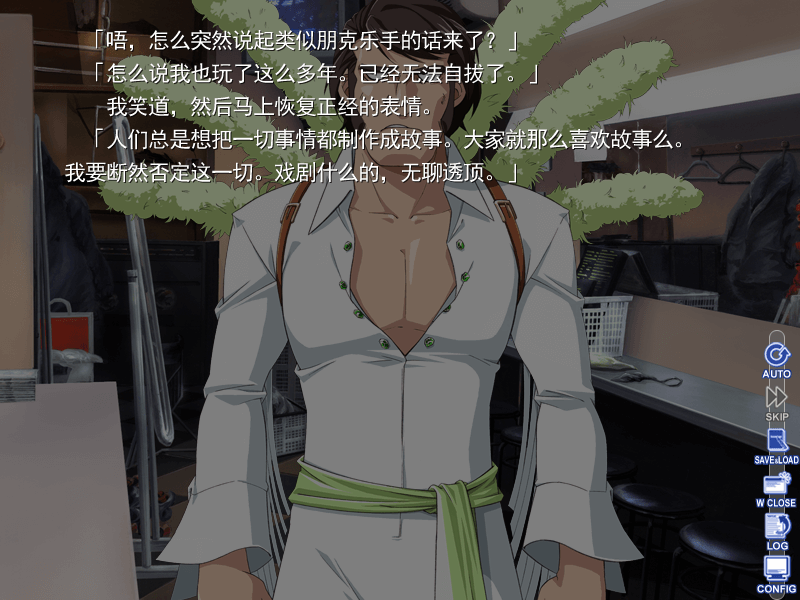 「唔，怎么突然说起类似朋克乐手的话来了？」
「怎么说我也玩了这么多年。已经无法自拔了。」
我笑道，然后马上恢复正经的表情。
「人们总是想把一切事情都制作成故事。大家就那么喜欢故事么。
我要断然否定这一切。戏剧什么的，无聊透顶。」
AUTO
SKIP
SAVE&LOAD
W CLOSE
LOG
CONFIG